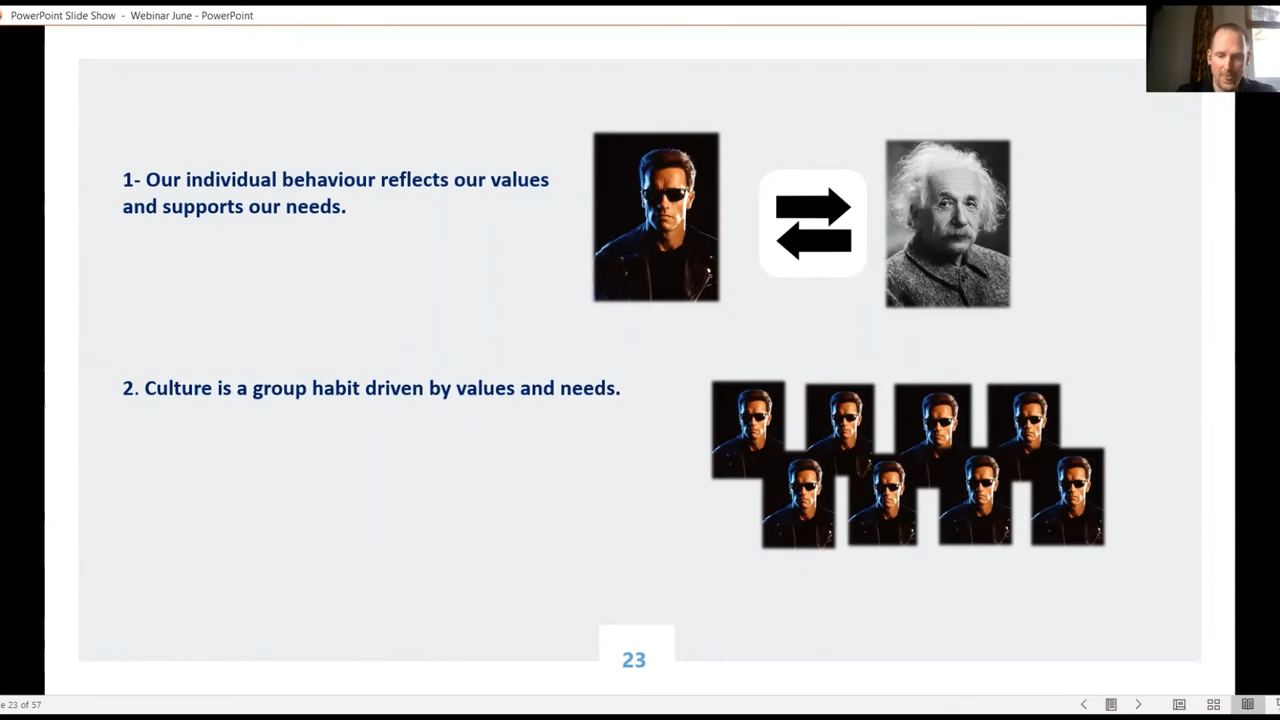 PowerPoint Slide Show - Webinar June - PowerPoint
1- Our individual behaviour reflects our values
and supports our needs.
2. Culture is a group habit driven by values and needs.
23
23 of 57